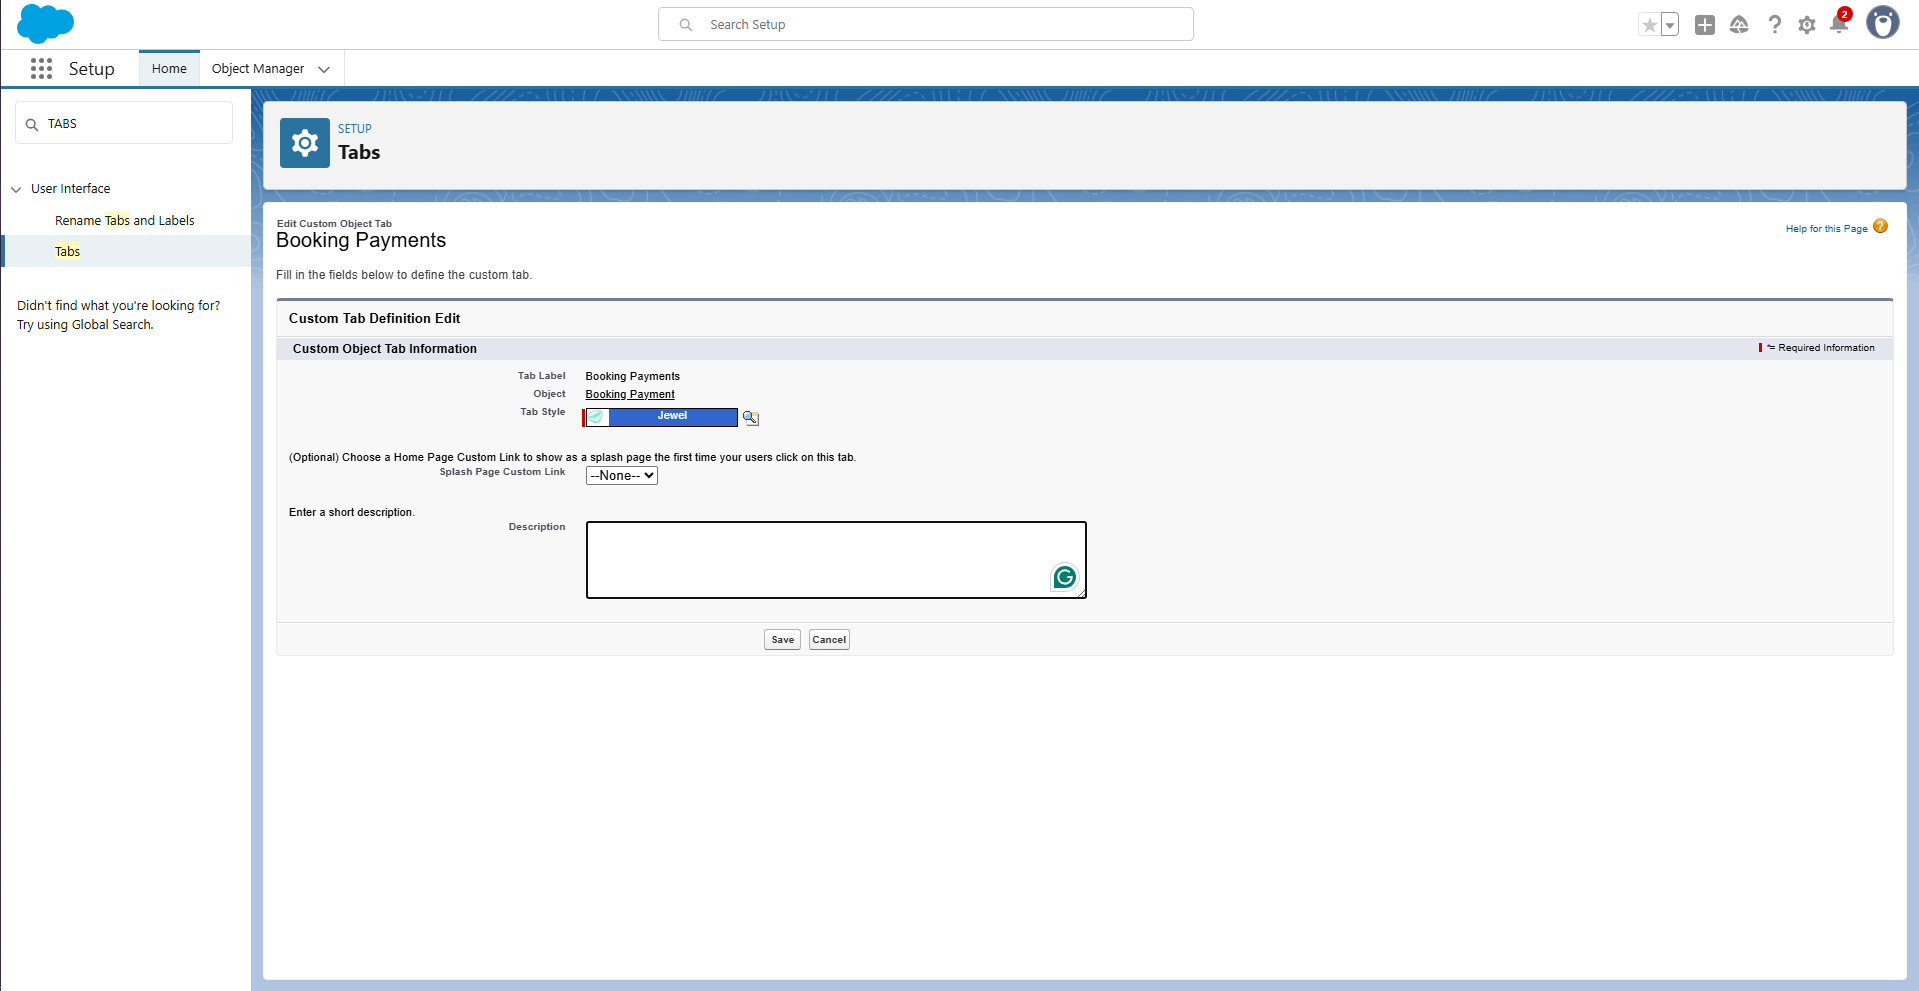 Search Setup
2
Setup
Home
Object Manager
TABS
User Interface
Rename Tabs and Labels
Tabs
Didn't find what you're looking for?
Try using Global Search.
SETUP
Tabs
Edit Custom Object Tab
Booking Payments
Help for this Page ?
Fill in the fields below to define the custom tab.
Custom Tab Definition Edit
Custom Object Tab Information
*= Required Information
Tab Label Booking Payments
Object Booking Payment
Tab Style Jewel
(Optional) Choose a Home Page Custom Link to show as a splash page the first time your users click on this tab.
Splash Page Custom Link --None--
Enter a short description.
Description
Save Cancel